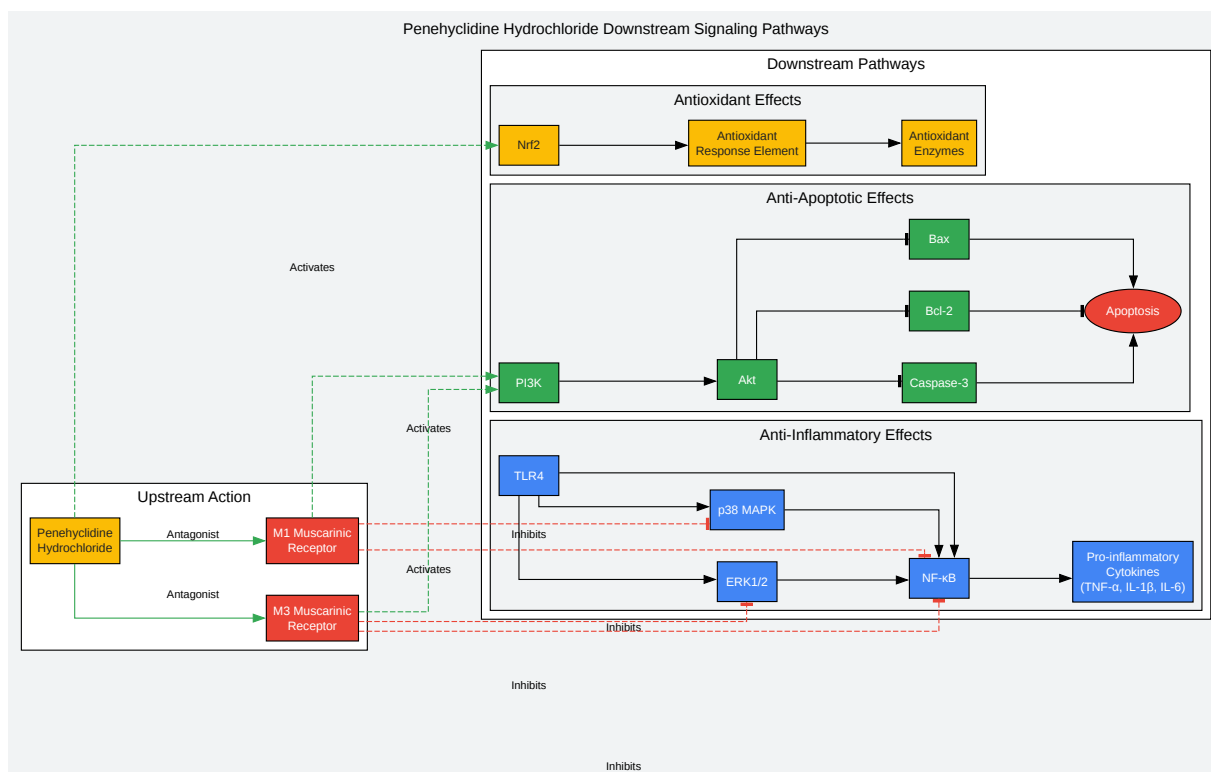 Penehyclidine Hydrochloride Downstream Signaling Pathways
Downstream Pathways
Antioxidant Effects
Nrf2
Antioxidant
Response Element
Antioxidant
Enzymes
Anti-Apoptotic Effects
Bax
Bcl-2
Apoptosis
PI3K
Akt
Caspase-3
Activates
Activates
Activates
Anti-Inflammatory Effects
TLR4
p38 MAPK
ERK1/2
NF-κB
Pro-inflammatory
Cytokines
(TNF-α, IL-1β, IL-6)
Upstream Action
Penehyclidine
Hydrochloride
Antagonist
M1 Muscarinic
Receptor
Antagonist
M3 Muscarinic
Receptor
Inhibits
Inhibits
Inhibits
Inhibits